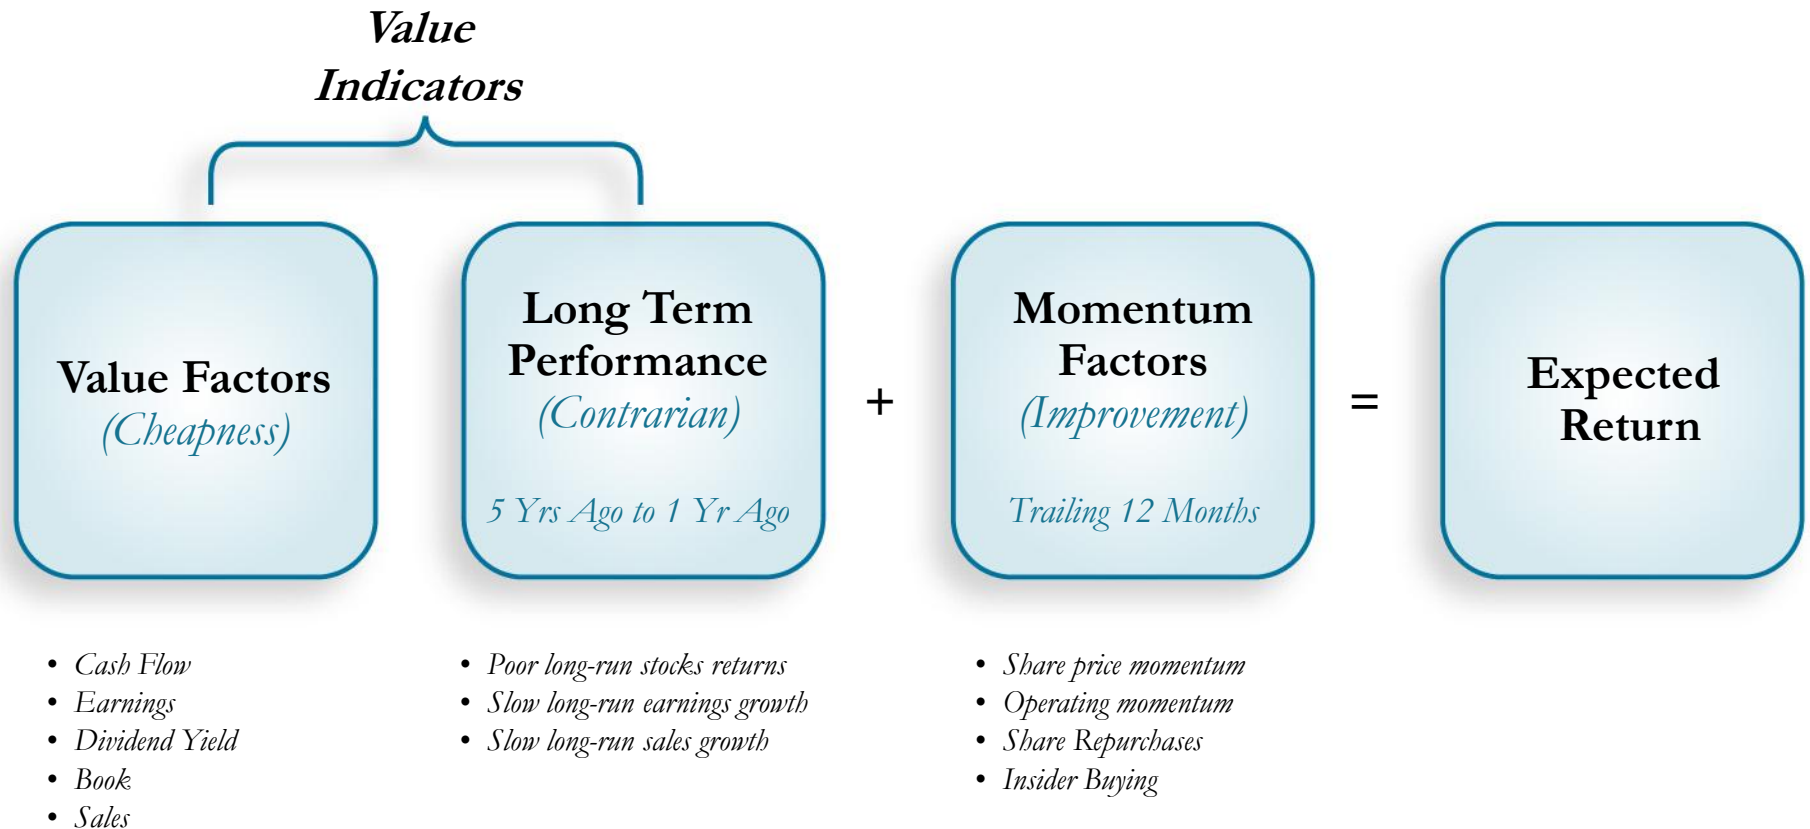 Value
Indicators
Value Factors
(Cheapness)
Long Term
Performance
(Contrarian)
5 Yrs Ago to 1 Yr Ago
+
Momentum
Factors
(Improvement)
Trailing 12 Months
=
Expected
Return
• Cash Flow
• Earnings
• Dividend Yield
• Book
• Sales
• Poor long-run stocks returns
• Slow long-run earnings growth
• Slow long-run sales growth
• Share price momentum
• Operating momentum
• Share Repurchases
• Insider Buying